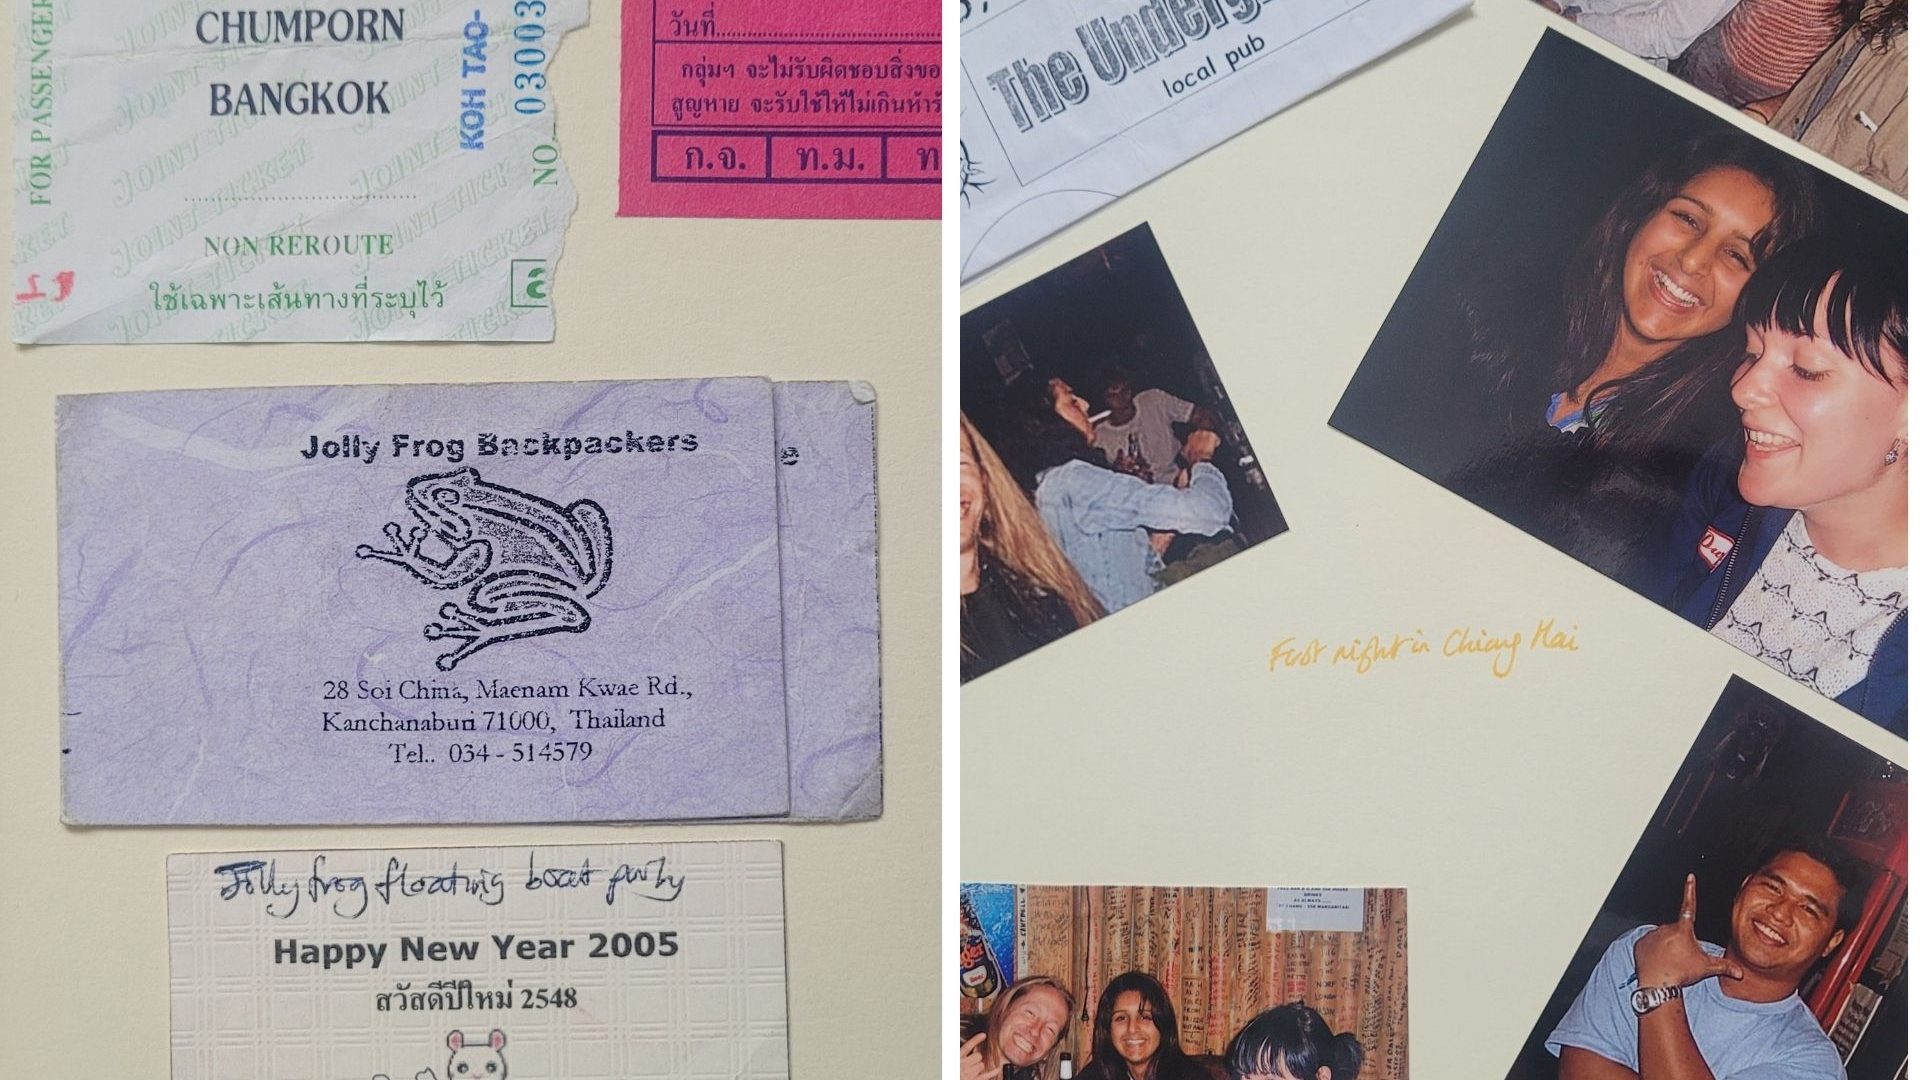 CHUMPORN
BANGKOK
FOR PASSENGER
KOH TAO-
NO. 03003
NON REROUTE
ใช้เฉพาะเส้นทางที่ระบุไว้
JOINT TICKET
วันที่
กลุ่มฯ จะไม่รับผิดชอบสิ่งขอ
สูญหาย จะรับใช้ให้ไม่เกินห้าร้
ก.จ. ท.ม. ท
Jolly Frog Backpackers
e
28 Soi China, Maenam Kwae Rd.,
Kanchanaburi 71000, Thailand
Tel.. 034 - 514579
Jolly frog floating boat party
Happy New Year 2005
สวัสดีปีใหม่ 2548
The Underg
local pub
First night in Chiang Mai